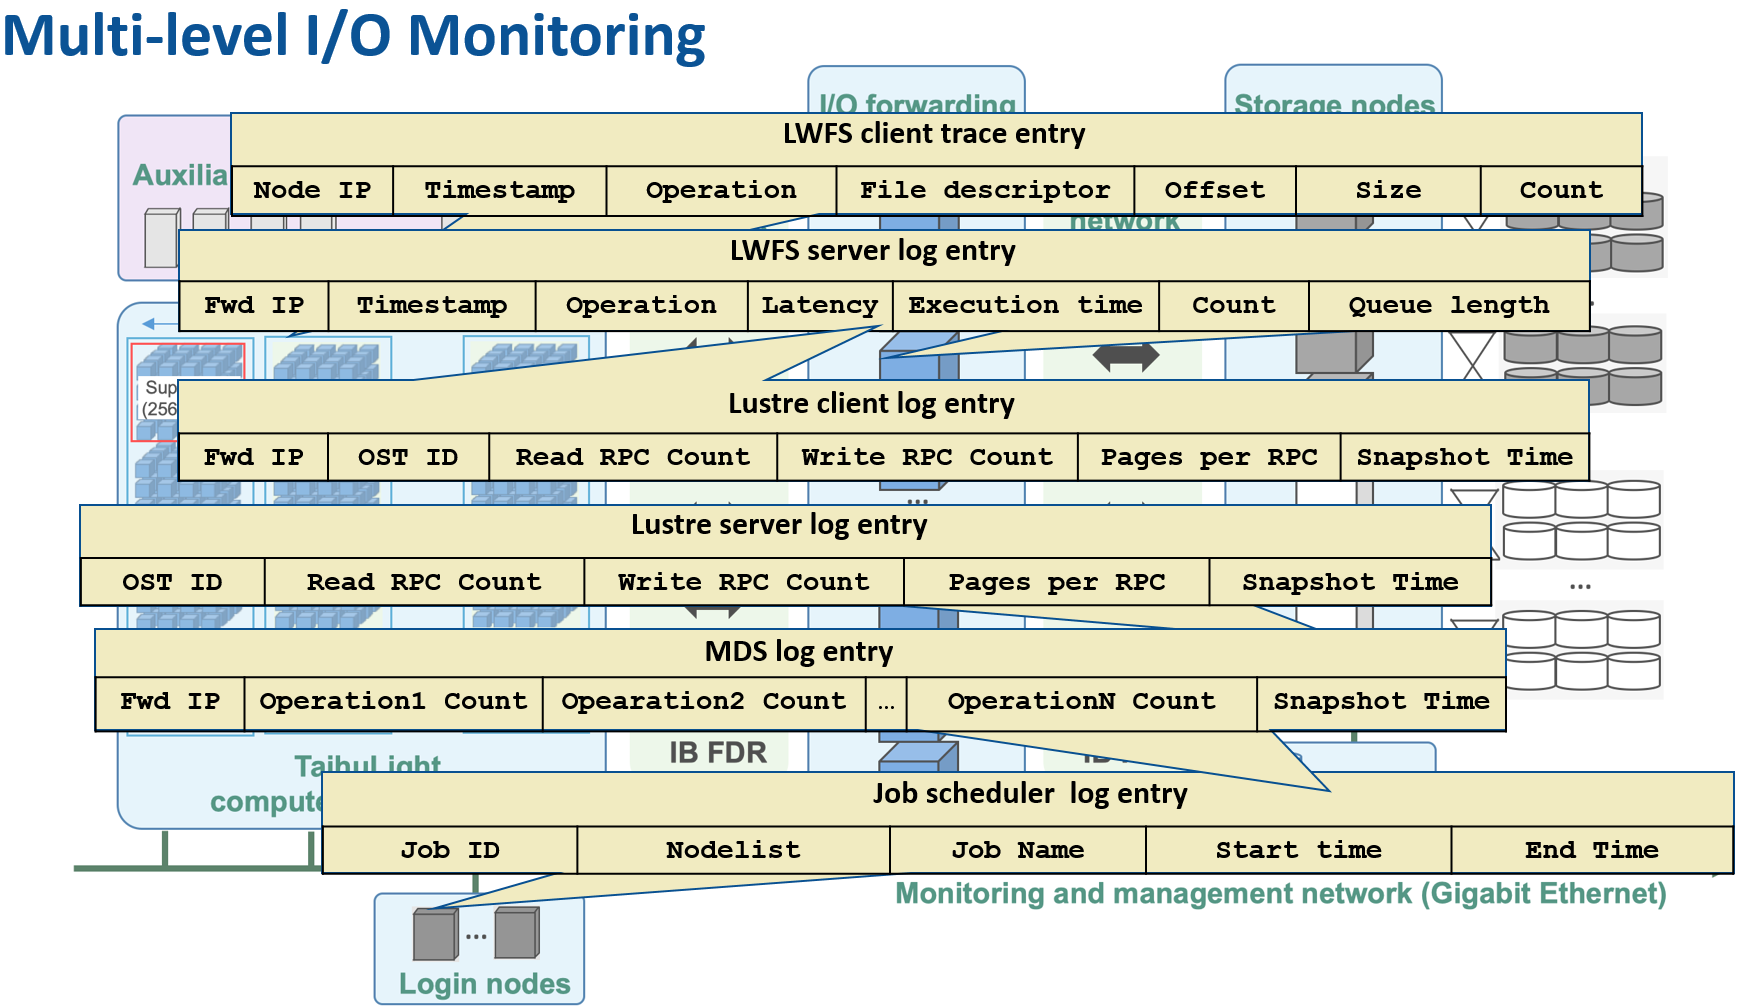 Multi-level I/O Monitoring
I/O forwarding
Storage nodes
LWFS client trace entry
Node IP Timestamp Operation File descriptor Offset Size Count
network
LWFS server log entry
Fwd IP Timestamp Operation Latency Execution time Count Queue length
Lustre client log entry
Fwd IP OST ID Read RPC Count Write RPC Count Pages per RPC Snapshot Time
...
Lustre server log entry
OST ID Read RPC Count Write RPC Count Pages per RPC Snapshot Time
...
MDS log entry
Fwd IP Operation1 Count Opearation2 Count ... OperationN Count Snapshot Time
IB FDR
TaihuLight
Job scheduler log entry
Job ID Nodelist Job Name Start time End Time
Monitoring and management network (Gigabit Ethernet)
...
Login nodes